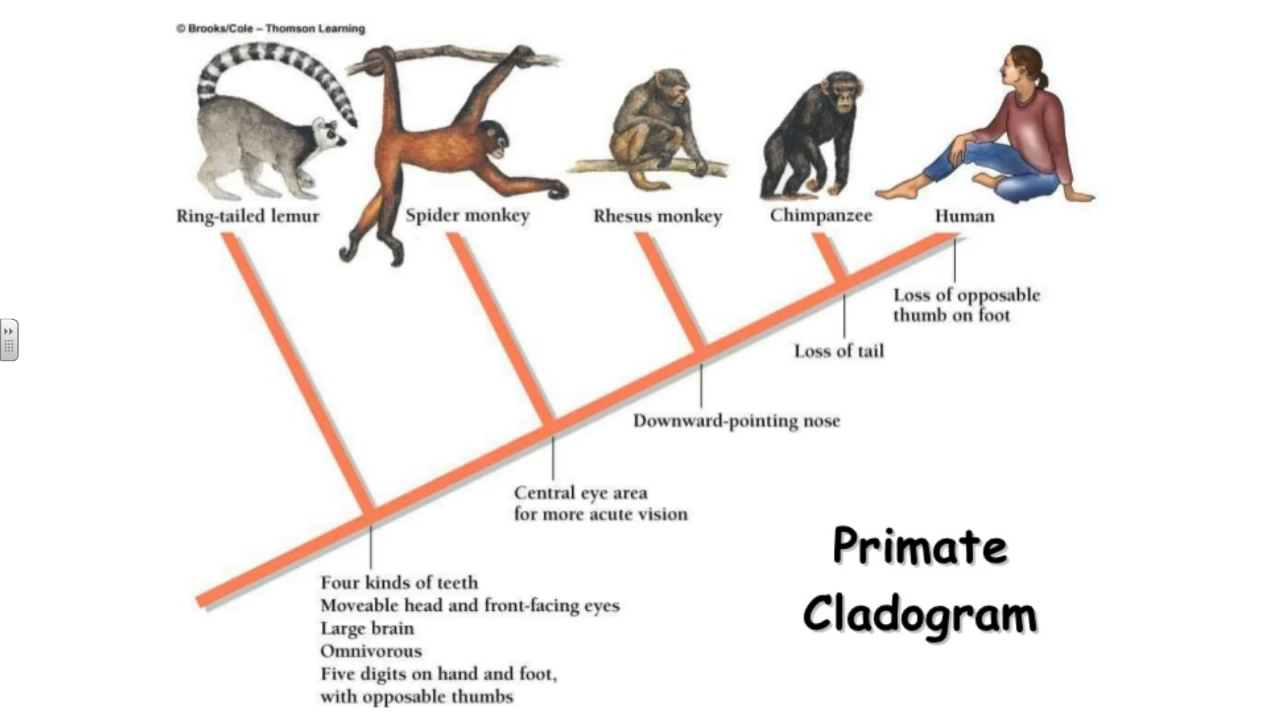 © Brooks/Cole – Thomson Learning
Ring-tailed lemur
Spider monkey
Rhesus monkey
Chimpanzee
Human
Loss of opposable
thumb on foot
Loss of tail
Downward-pointing nose
Central eye area
for more acute vision
Four kinds of teeth
Moveable head and front-facing eyes
Large brain
Omnivorous
Five digits on hand and foot,
with opposable thumbs
Primate
Cladogram